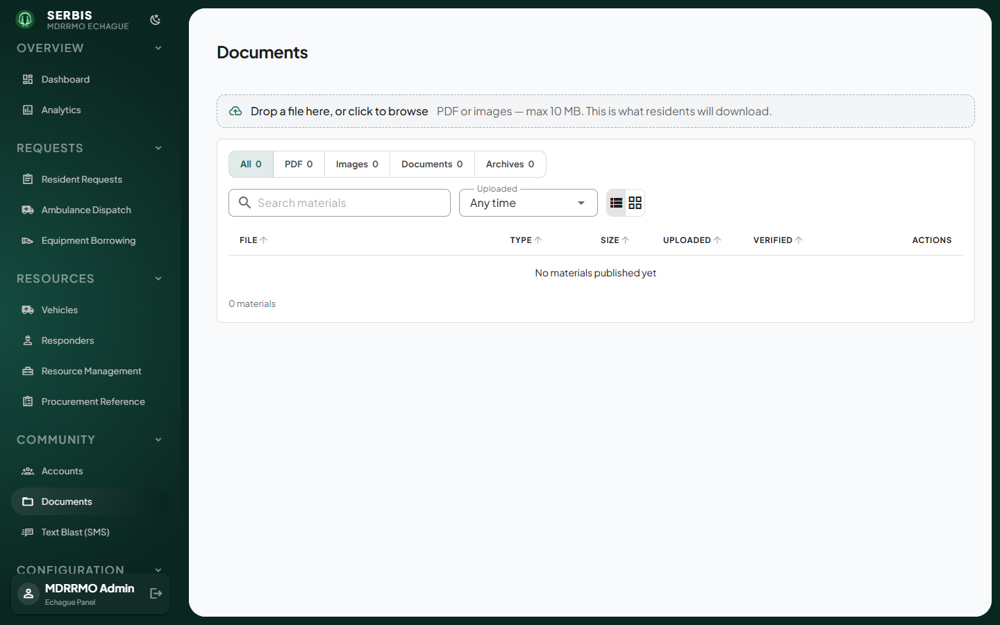 SERBIS
MDRRMO ECHAGUE
OVERVIEW
Dashboard
Analytics
REQUESTS
Resident Requests
Ambulance Dispatch
Equipment Borrowing
RESOURCES
Vehicles
Responders
Resource Management
Procurement Reference
COMMUNITY
Accounts
Documents
Text Blast (SMS)
CONFIGURATION
MDRRMO Admin
Echague Panel
Documents
Drop a file here, or click to browse PDF or images — max 10 MB. This is what residents will download.
All 0 PDF 0 Images 0 Documents 0 Archives 0
Uploaded
Search materials Any time
FILE TYPE SIZE UPLOADED VERIFIED ACTIONS
No materials published yet
0 materials